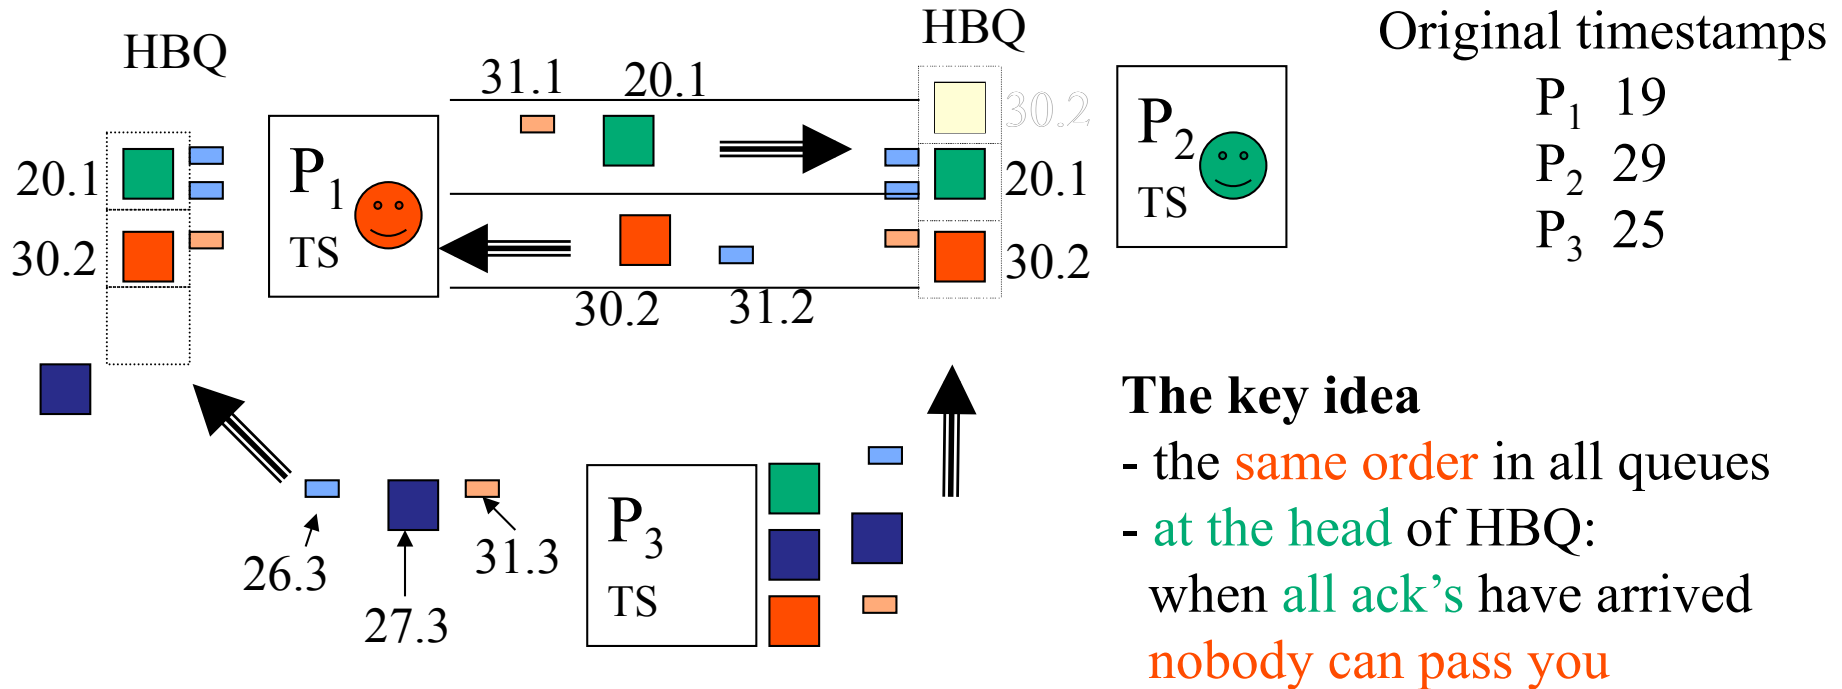 HBQ
HBQ
Original timestamps
P1 19
P2 29
P3 25
31.1
20.1
30.2
20.1
30.2
P1
TS
20.1
30.2
P2
TS
30.2
31.2
26.3
27.3
31.3
P3
TS
The key idea
- the same order in all queues
- at the head of HBQ:
when all ack’s have arrived
nobody can pass you